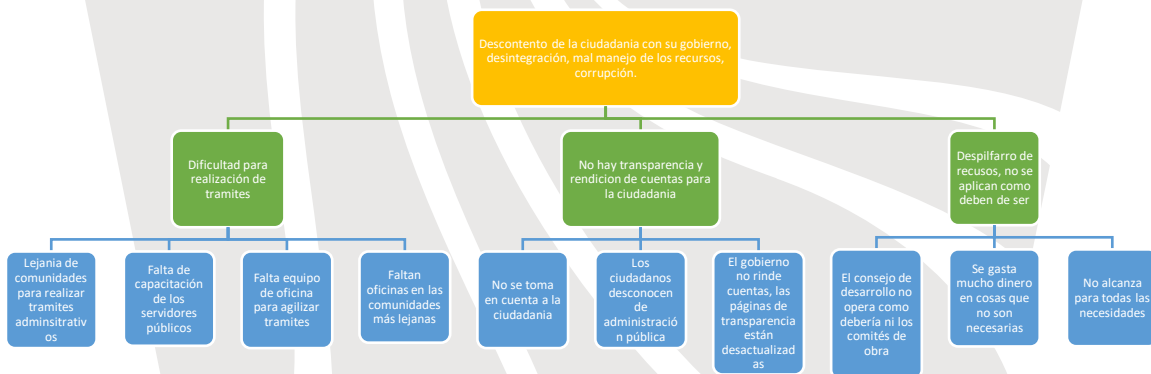 Descontento de la ciudadania con su gobierno,
desintegración, mal manejo de los recursos,
corrupción.
Dificultad para
realización de
tramites
No hay transparencia y
rendicion de cuentas para
la ciudadania
Despilfarro de
recusos, no se
aplican como
deben de ser
Lejania de
comunidades
para realizar
tramites
adminsitrativ
os
Falta de
capacitación
de los
servidores
públicos
Falta equipo
de oficina
para agilizar
tramites
Faltan
oficinas en las
comunidades
más lejanas
No se toma
en cuenta a la
ciudadania
Los
ciudadanos
desconocen
de
administració
n pública
El gobierno
no rinde
cuentas, las
páginas de
transparencia
están
desactualizad
as
El consejo de
desarrollo no
opera como
debería ni los
comités de
obra
Se gasta
mucho dinero
en cosas que
no son
necesarias
No alcanza
para todas las
necesidades